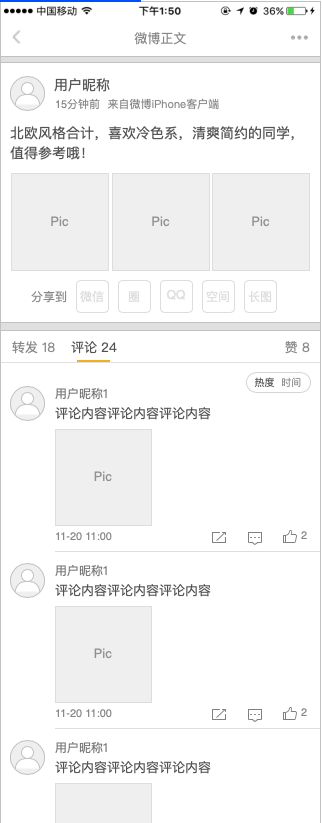 中国移动 下午1:50 36%
微博正文
用户昵称
15分钟前 来自微博iPhone客户端
北欧风格合计，喜欢冷色系，清爽简约的同学，
值得参考哦！
Pic Pic Pic
分享到 微信 圈 QQ 空间 长图
转发 18 评论 24 赞 8
热度 时间
用户昵称1
评论内容评论内容评论内容
Pic
11-20 11:00 2
用户昵称1
评论内容评论内容评论内容
Pic
11-20 11:00 2
用户昵称1
评论内容评论内容评论内容